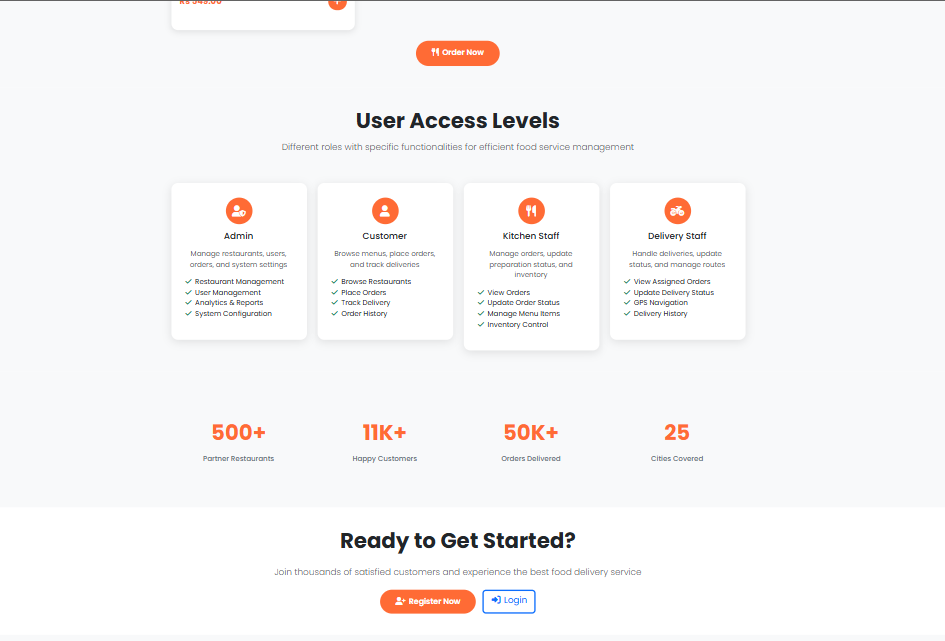 Rs 549.00
Order Now
User Access Levels
Different roles with specific functionalities for efficient food service management
Admin
Manage restaurants, users,
orders, and system settings
Restaurant Management
User Management
Analytics & Reports
System Configuration
Customer
Browse menus, place orders,
and track deliveries
Browse Restaurants
Place Orders
Track Delivery
Order History
Kitchen Staff
Manage orders, update
preparation status, and
inventory
View Orders
Update Order Status
Manage Menu Items
Inventory Control
Delivery Staff
Handle deliveries, update
status, and manage routes
View Assigned Orders
Update Delivery Status
GPS Navigation
Delivery History
500+
Partner Restaurants
11K+
Happy Customers
50K+
Orders Delivered
25
Cities Covered
Ready to Get Started?
Join thousands of satisfied customers and experience the best food delivery service
Register Now
Login